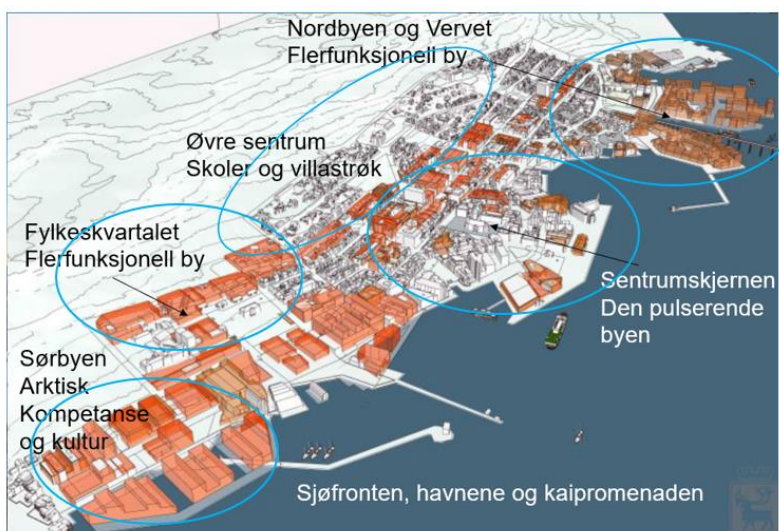 Nordbyen og Vervet
Flerfunksjonell by
Øvre sentrum
Skoler og villastrøk
Fylkeskvartalet
Flerfunksjonell by
Sentrumskjernen
Den pulserende
byen
Sørbyen
Arktisk
Kompetanse
og kultur
Sjøfronten, havnene og kaipromenaden